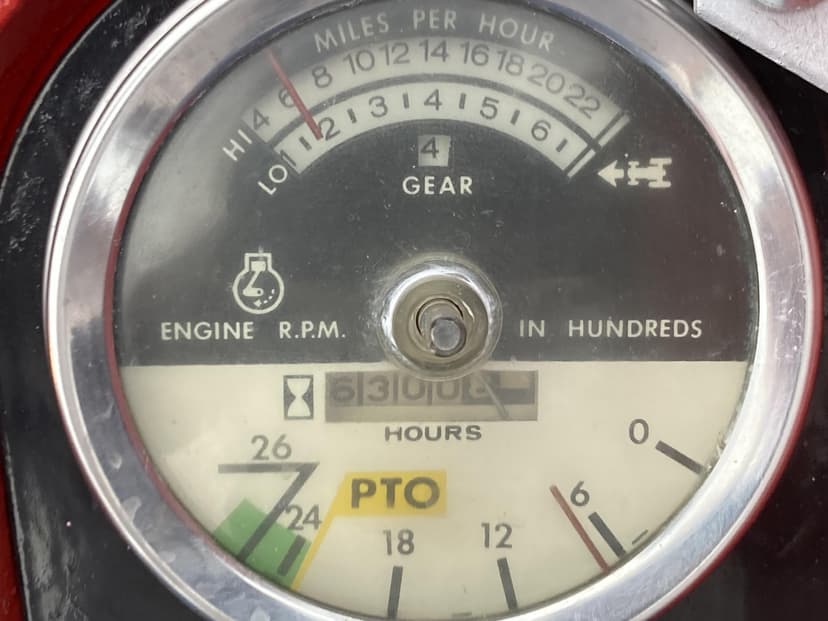 MILES PER HOUR
HI 4 6 8 10 12 14 16 18 20 22
LO 1 2 3 4 5 6
4
GEAR
ENGINE R.P.M. IN HUNDREDS
6300
HOURS
0
26
PTO
6
24
18
12